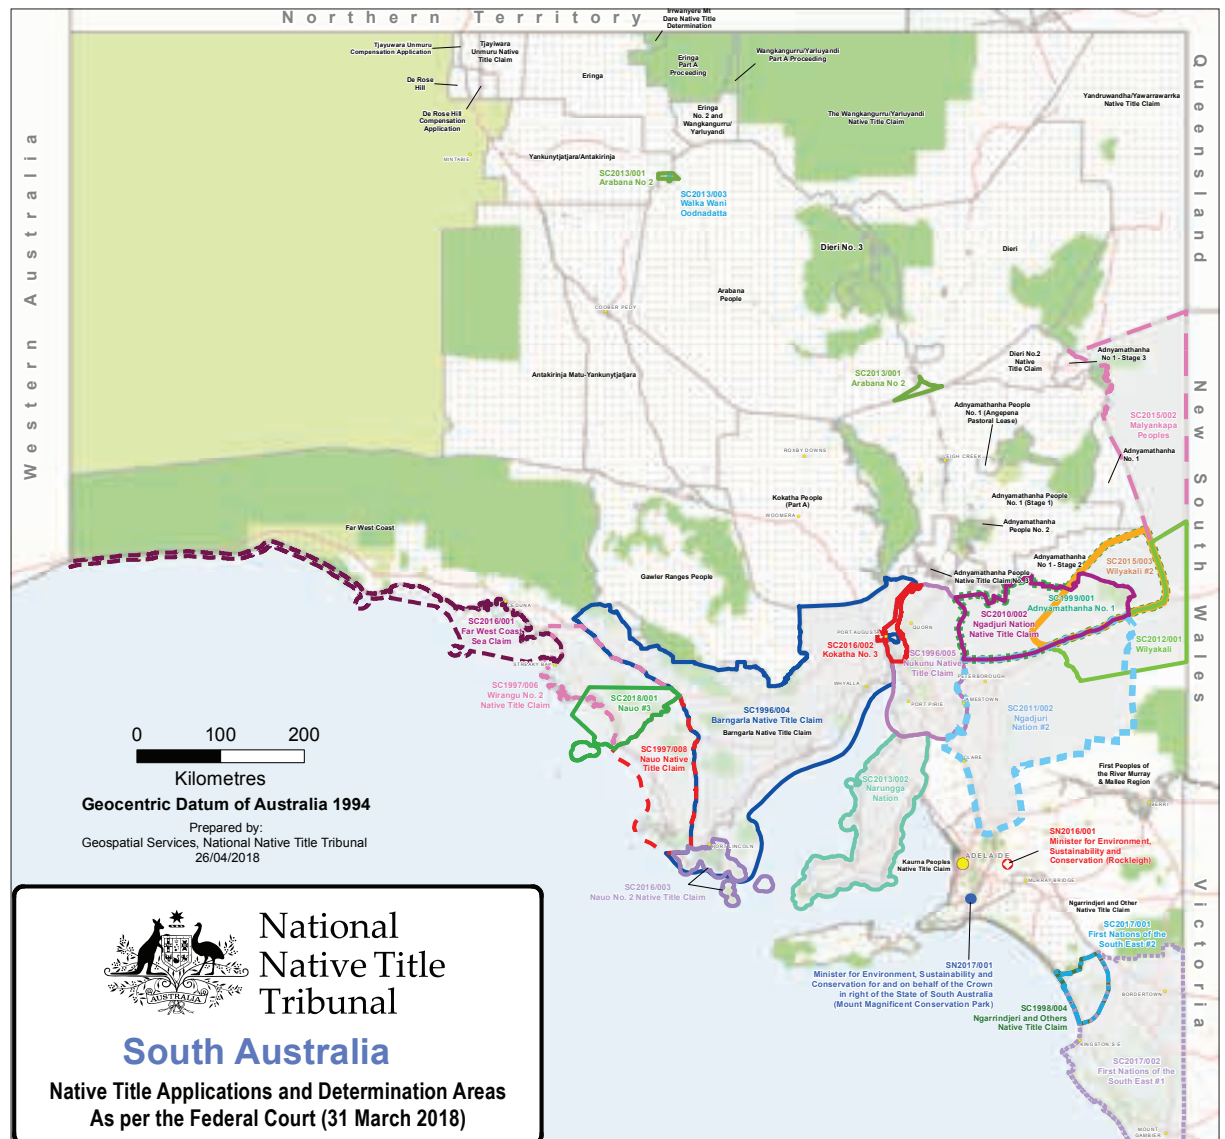 Northern Territory
Western Australia
Queensland
New South Wales
Victoria
Irrwanyere Mt
Dare Native Title
Determination
Tjayuwara Unmuru
Compensation Application
Tjayiwara
Unmuru Native
Title Claim
De Rose
Hill
De Rose Hill
Compensation
Application
Eringa
Eringa
Part A
Proceeding
Wangkangurru/Yarluyandi
Part A Proceeding
Eringa
No. 2 and
Wangkangurru/
Yarluyandi
The Wangkangurru/Yarluyandi
Native Title Claim
Yandruwandha/Yawarrawarrka
Native Title Claim
MINTABIE
Yankunytjatjara/Antakirinja
SC2013/001
Arabana No 2
SC2013/003
Walka Wani
Oodnadatta
Dieri No. 3
Dieri
Arabana
People
COOBER PEDY
Antakirinja Matu-Yankunytjatjara
SC2013/001
Arabana No 2
Dieri No.2
Native
Title Claim
Adnyamathanha
No 1 - Stage 3
Adnyamathanha People
No. 1 (Angepena
Pastoral Lease)
SC2015/002
Malyankapa
Peoples
Adnyamathanha
No. 1
ROXBY DOWNS
LEIGH CREEK
Kokatha People
(Part A)
WOOMERA
Adnyamathanha People
No. 1 (Stage 1)
Adnyamathanha
People No. 2
Far West Coast
Gawler Ranges People
Adnyamathanha
No 1 - Stage 2
Adnyamathanha People
Native Title Claim No.
SC2015/003
Wilyakali #2
SC1999/001
Adnyamathanha No. 1
SC2010/002
Ngadjuri Nation
Native Title Claim
SC2012/001
Wilyakali
CEDUNA
SC2016/001
Far West Coast
Sea Claim
STREAKY BAY
PORT AUGUSTA
QUORN
SC2016/002
Kokatha No. 3
SC1996/005
Nukunu Native
Title Claim
PETERBOROUGH
JAMESTOWN
WHYALLA
PORT PIRIE
SC1997/006
Wirangu No. 2
Native Title Claim
SC2018/001
Nauo #3
SC1996/004
Barngarla Native Title Claim
Barngarla Native Title Claim
SC2011/002
Ngadjuri
Nation #2
SC1997/008
Nauo Native
Title Claim
SC2013/002
Narungga
Nation
CLARE
First Peoples of
the River Murray
& Mallee Region
BERRI
PORT LINCOLN
SC2016/003
Nauo No. 2 Native Title Claim
Kaurna Peoples
Native Title Claim
ADELAIDE
SN2016/001
Minister for Environment,
Sustainability and
Conservation (Rockleigh)
MURRAY BRIDGE
Ngarrindjeri and Other
Native Title Claim
SC2017/001
First Nations of the
South East #2
SN2017/001
Minister for Environment, Sustainability and
Conservation for and on behalf of the Crown
in right of the State of South Australia
(Mount Magnificent Conservation Park)
BORDERTOWN
SC1998/004
Ngarrindjeri and Others
Native Title Claim
KINGSTON S.E.
SC2017/002
First Nations of the
South East #1
MOUNT
GAMBIER
0 100 200
Kilometres
Geocentric Datum of Australia 1994
Prepared by:
Geospatial Services, National Native Title Tribunal
26/04/2018
AUSTRALIA
National
Native Title
Tribunal
South Australia
Native Title Applications and Determination Areas
As per the Federal Court (31 March 2018)